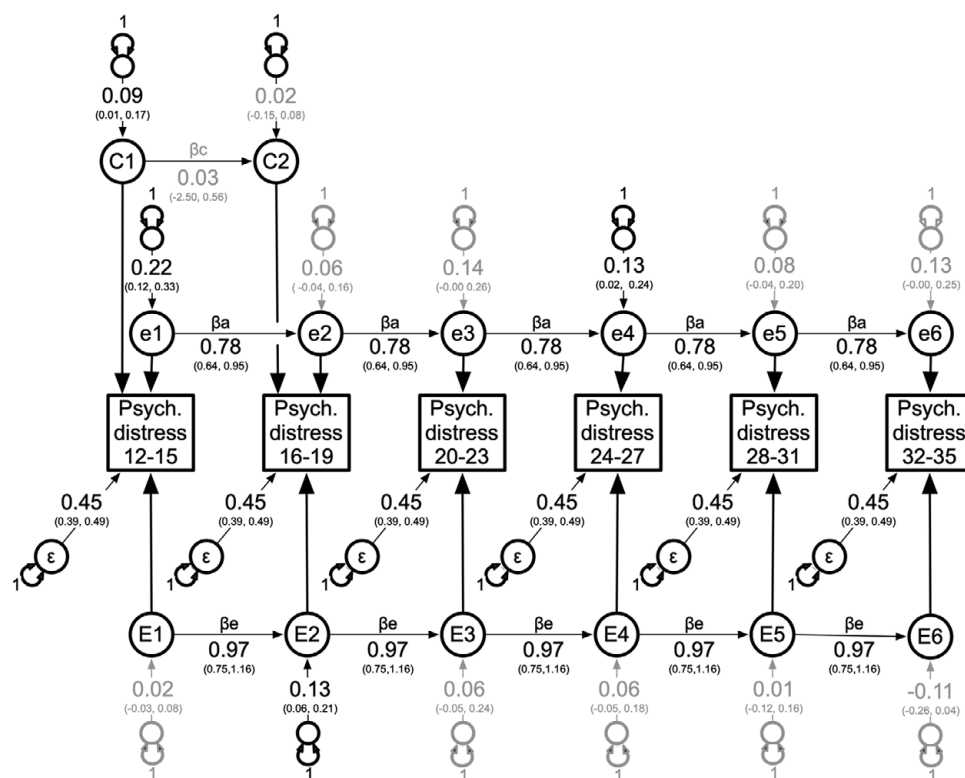 1 1
0.09 0.02
(0.01, 0.17) (-0.15, 0.08)
C1 βc C2
0.03
(-2.50, 0.56)
1 1 1 1 1 1
0.22 0.06 0.14 0.13 0.08 0.13
(0.12, 0.33) ( -0.04, 0.16) (-0.00 0.26) (0.02, 0.24) (-0.04, 0.20) (-0.00, 0.25)
e1 βa e2 βa e3 βa e4 βa e5 βa e6
0.78 0.78 0.78 0.78 0.78
(0.64, 0.95) (0.64, 0.95) (0.64, 0.95) (0.64, 0.95) (0.64, 0.95)
Psych. Psych. Psych. Psych. Psych. Psych.
distress distress distress distress distress distress
12-15 16-19 20-23 24-27 28-31 32-35
0.45 0.45 0.45 0.45 0.45 0.45
(0.39, 0.49) (0.39, 0.49) (0.39, 0.49) (0.39, 0.49) (0.39, 0.49) (0.39, 0.49)
ε ε ε ε ε ε
1 1 1 1 1 1
E1 βe E2 βe E3 βe E4 βe E5 βe E6
0.97 0.97 0.97 0.97 0.97
(0.75,1.16) (0.75,1.16) (0.75,1.16) (0.75,1.16) (0.75,1.16)
0.02 0.13 0.06 0.06 0.01 -0.11
(-0.03, 0.08) (0.06, 0.21) (-0.05, 0.24) (-0.05, 0.18) (-0.12, 0.16) (-0.26, 0.04)
1 1 1 1 1 1